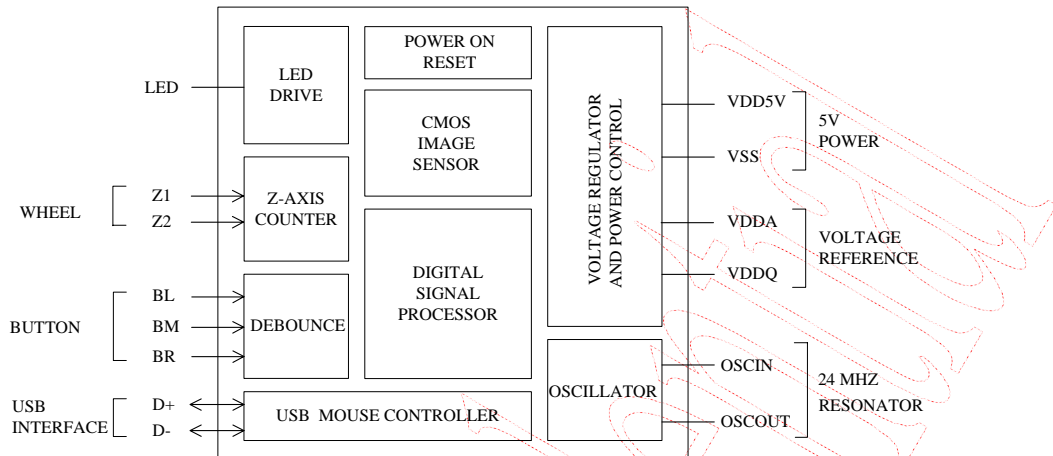 LED
WHEEL
Z1
Z2
BUTTON
BL
BM
BR
USB
INTERFACE
D+
D-
LED
DRIVE
Z-AXIS
COUNTER
DEBOUNCE
USB MOUSE CONTROLLER
POWER ON
RESET
CMOS
IMAGE
SENSOR
DIGITAL
SIGNAL
PROCESSOR
VOLTAGE REGULATOR
AND POWER CONTROL
OSCILLATOR
VDD5V
VSS
5V
POWER
VDDA
VDDQ
VOLTAGE
REFERENCE
OSCIN
OSCOUT
24 MHZ
RESONATOR